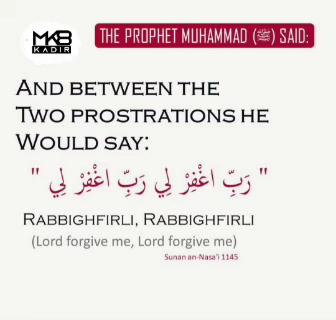 MKB
KADIR
THE PROPHET MUHAMMAD (ﷺ) SAID:
AND BETWEEN THE
TWO PROSTRATIONS HE
WOULD SAY:
" رَبِّ اغْفِرْ لِي رَبِّ اغْفِرْ لِي "
RABBIGHFIRLI, RABBIGHFIRLI
(Lord forgive me, Lord forgive me)
Sunan an-Nasa'i 1145